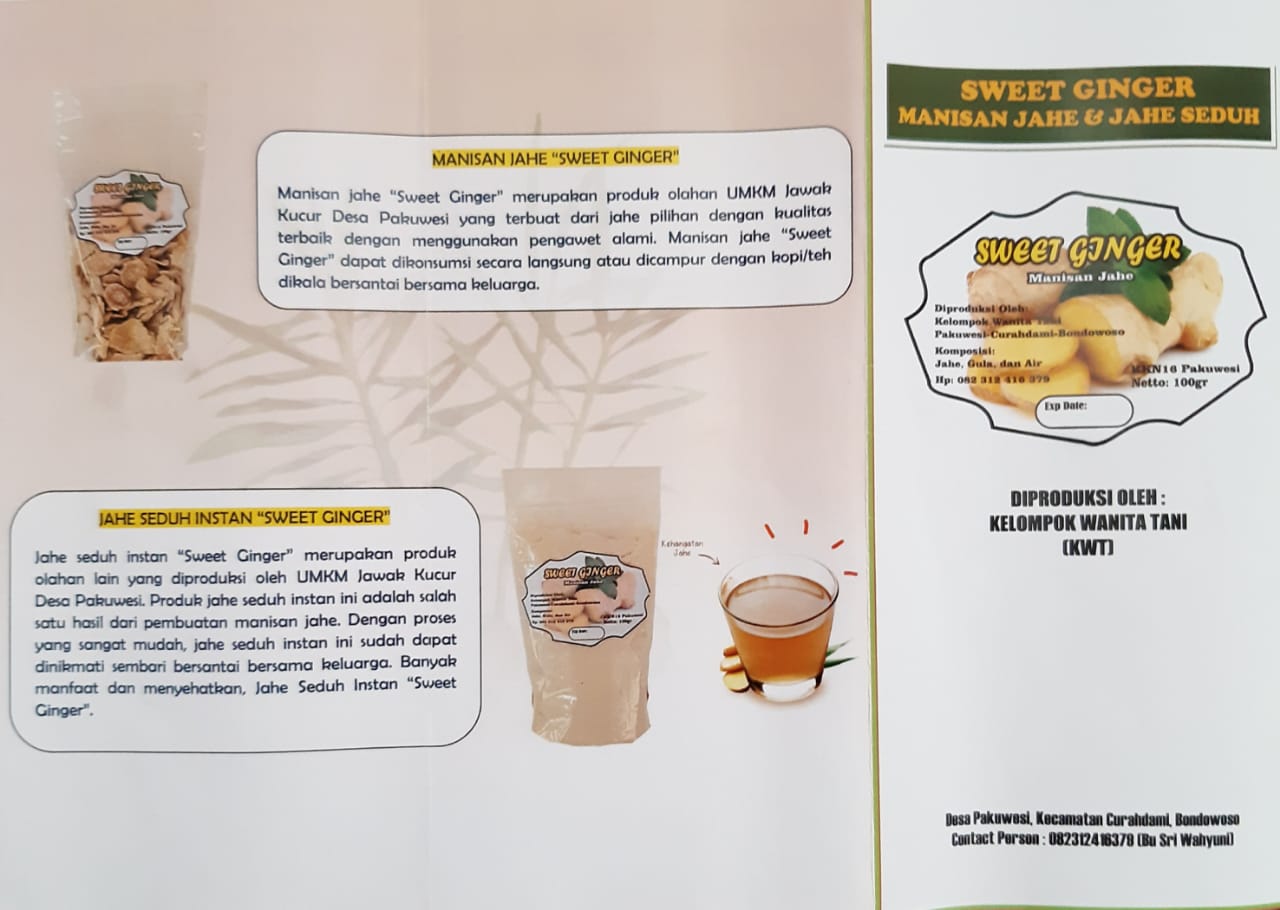 MANISAN JAHE “SWEET GINGER”
Manisan jahe “Sweet Ginger” merupakan produk olahan UMKM Jawak
Kucur Desa Pakuwesi yang terbuat dari jahe pilihan dengan kualitas
terbaik dengan menggunakan pengawet alami. Manisan jahe “Sweet
Ginger” dapat dikonsumsi secara langsung atau dicampur dengan kopi/teh
dikala bersantai bersama keluarga.
SWEET GINGER
JAHE SEDUH INSTAN “SWEET GINGER”
Jahe seduh instan “Sweet Ginger” merupakan produk
olahan lain yang diproduksi oleh UMKM Jawak Kucur
Desa Pakuwesi. Produk jahe seduh instan ini adalah salah
satu hasil dari pembuatan manisan jahe. Dengan proses
yang sangat mudah, jahe seduh instan ini sudah dapat
dinikmati sembari bersantai bersama keluarga. Banyak
manfaat dan menyehatkan, Jahe Seduh Instan “Sweet
Ginger”.
SWEET GINGER
Manisan Jahe
Kehangatan
Jahe
SWEET GINGER
MANISAN JAHE & JAHE SEDUH
SWEET GINGER
Manisan Jahe
Diproduksi Oleh:
Kelompok Wanita Tani
Pakuwesi-Curahdami-Bondowoso
Komposisi:
Jahe, Gula, dan Air
Hp: 082 312 416 379
KKN16 Pakuwesi
Netto: 100gr
Exp Date:
DIPRODUKSI OLEH :
KELOMPOK WANITA TANI
(KWT)
Desa Pakuwesi, Kecamatan Curahdami, Bondowoso
Contact Person : 082312416379 (Bu Sri Wahyuni)